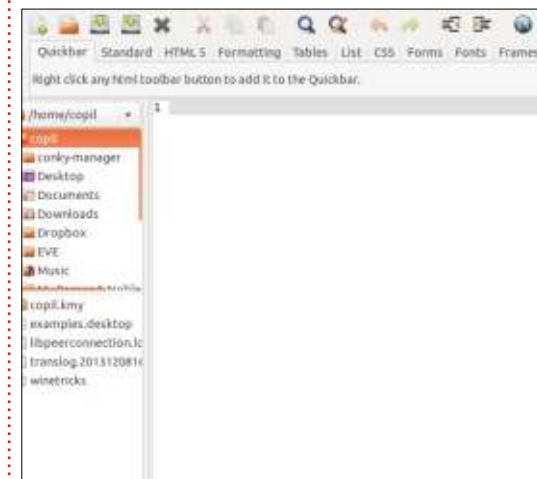 Quickbar Standard HTML 5 Formatting Tables List CSS Forms Fonts Frames
Right click any html toolbar button to add it to the Quickbar.
/home/copil
1
copil
conky-manager
Desktop
Documents
Downloads
Dropbox
EVE
Music
copil.kmy
examples.desktop
libpeerconnection.lo
translog.201312081
winetricks